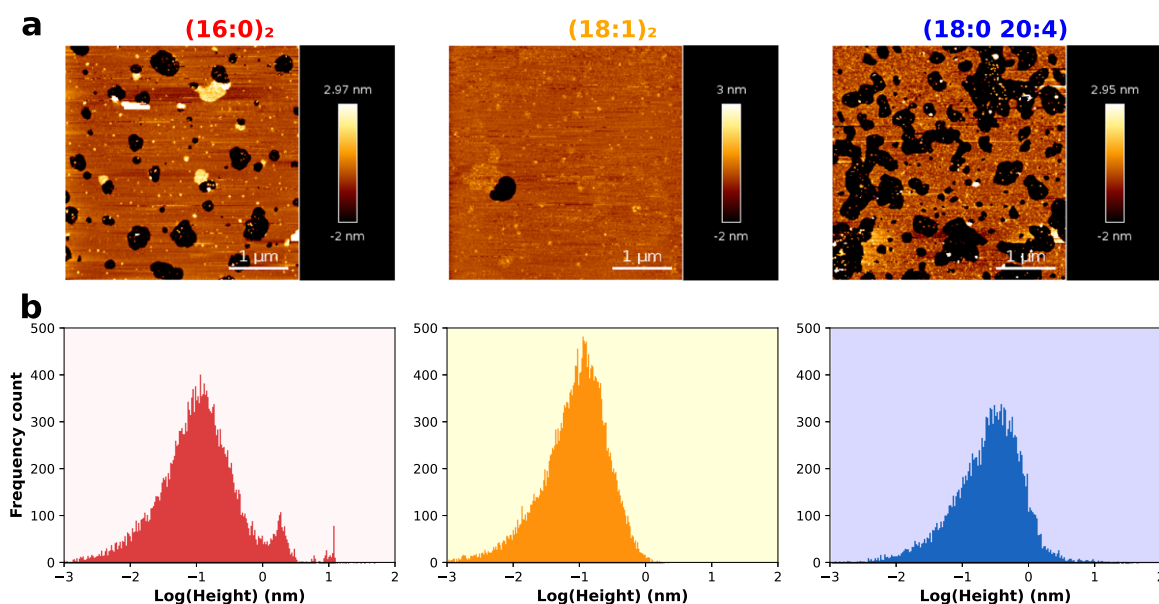 a
(16:0)₂
(18:1)₂
(18:0 20:4)
2.97 nm
-2 nm
1 μm
3 nm
-2 nm
1 μm
2.95 nm
-2 nm
1 μm
b
Frequency count
500
400
300
200
100
0
−3 −2 −1 0 1 2
Log(Height) (nm)
500
400
300
200
100
0
−3 −2 −1 0 1 2
Log(Height) (nm)
500
400
300
200
100
0
−3 −2 −1 0 1 2
Log(Height) (nm)